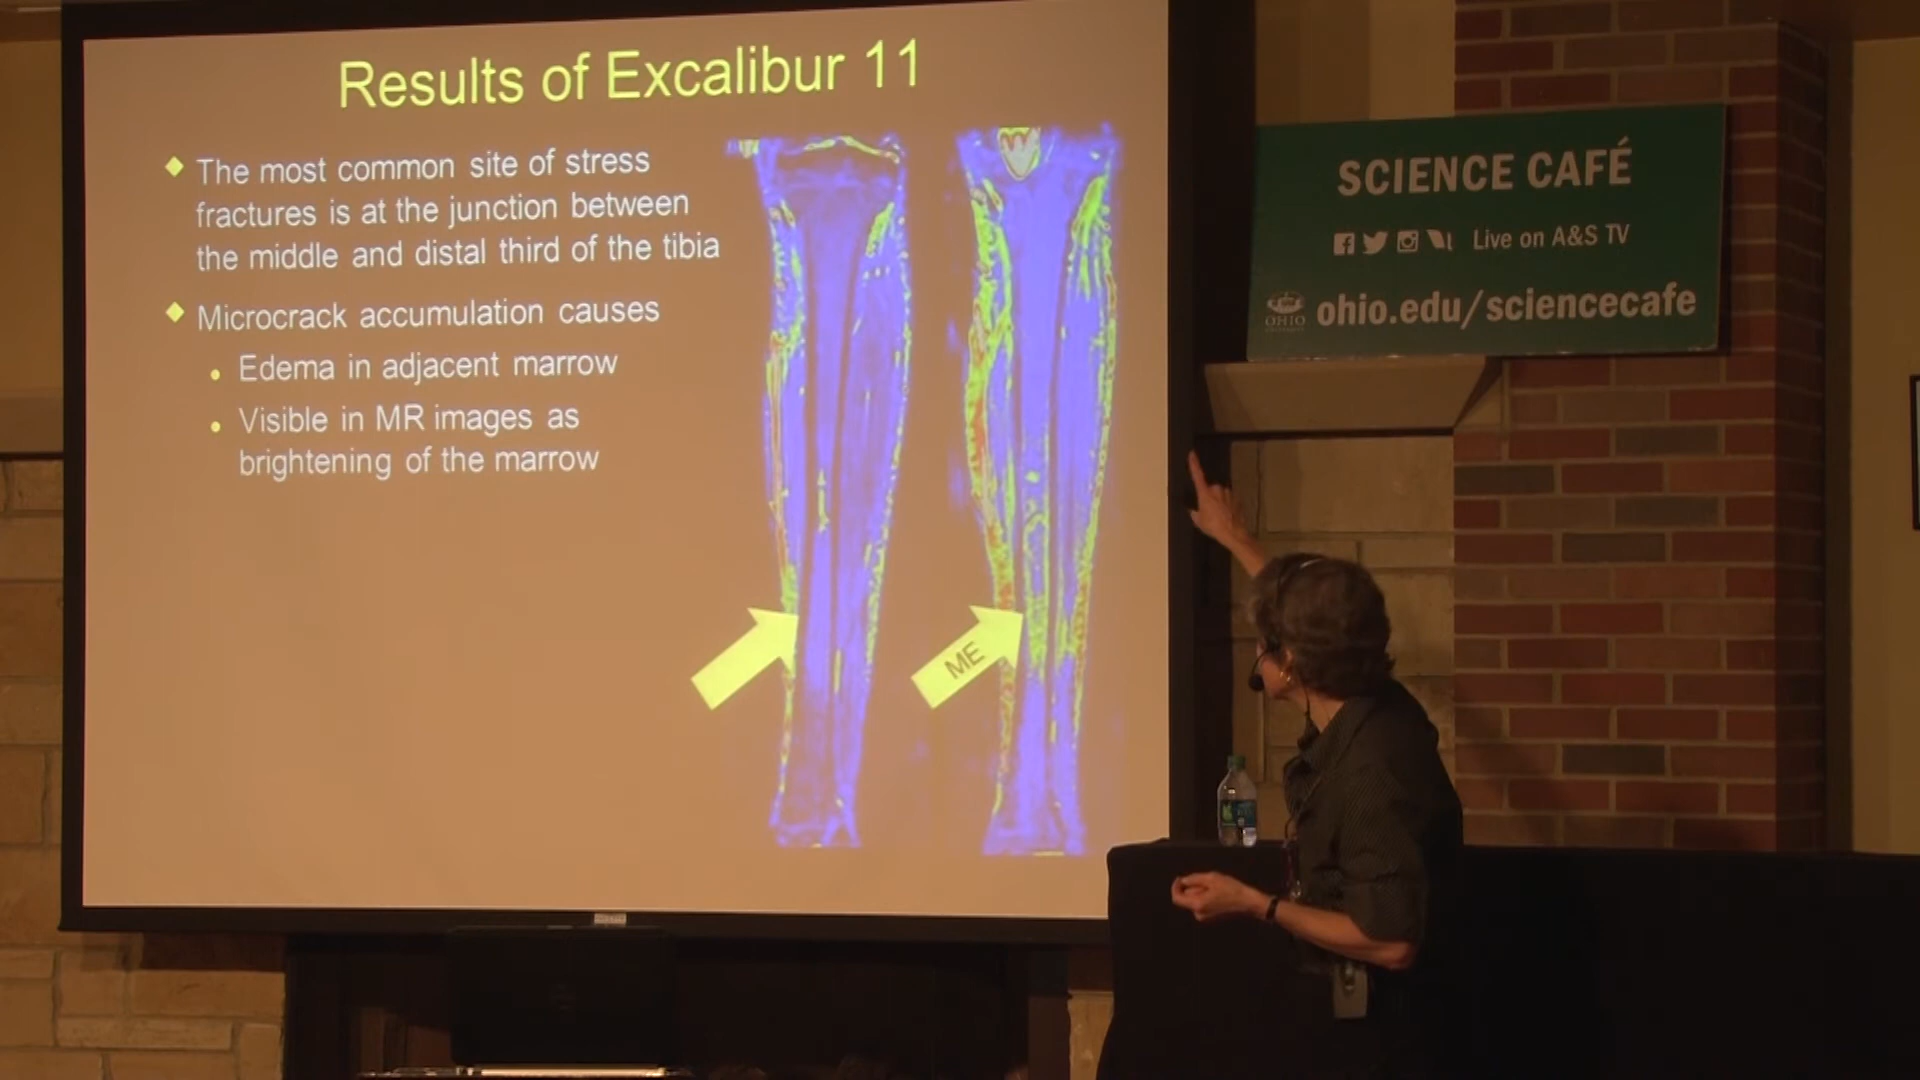 Results of Excalibur 11
The most common site of stress
fractures is at the junction between
the middle and distal third of the tibia
Microcrack accumulation causes
Edema in adjacent marrow
Visible in MR images as
brightening of the marrow
ME
SCIENCE CAFÉ
Live on A&S TV
OHIO
ohio.edu/sciencecafe